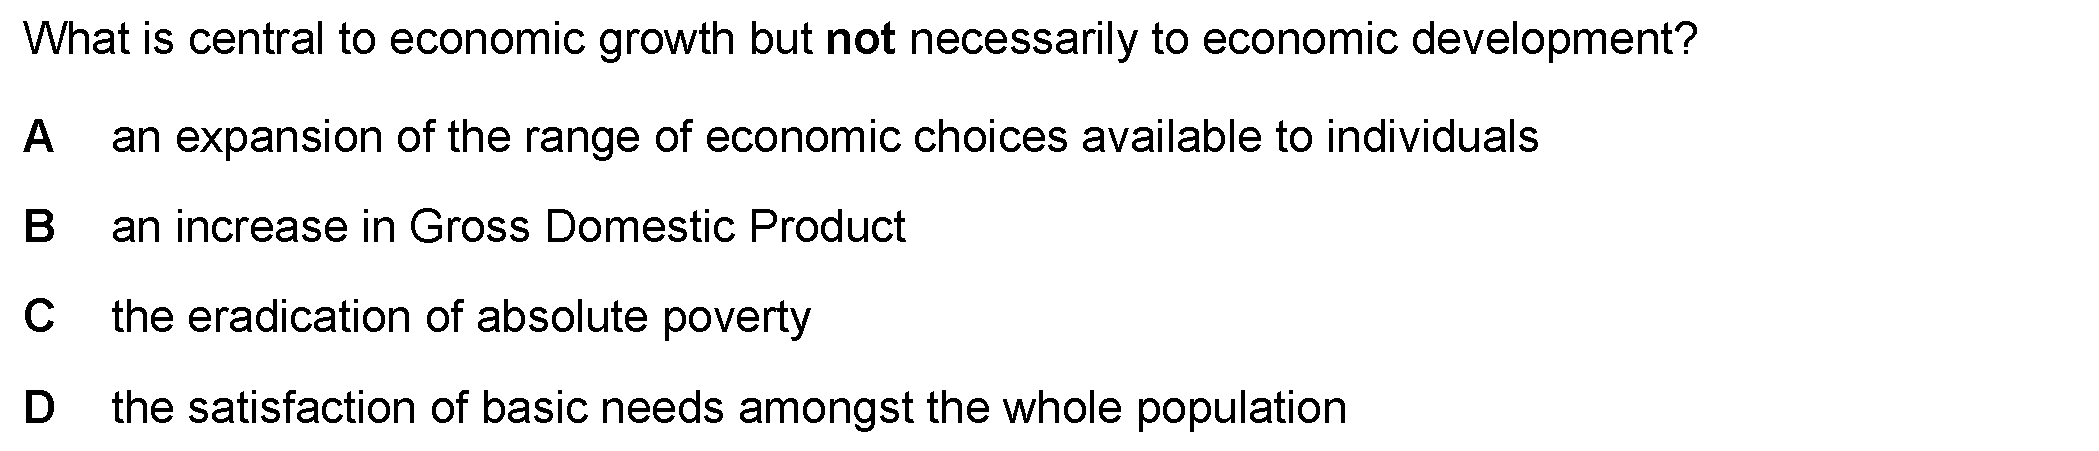 What is central to economic growth but not necessarily to economic development?
A an expansion of the range of economic choices available to individuals
B an increase in Gross Domestic Product
C the eradication of absolute poverty
D the satisfaction of basic needs amongst the whole population